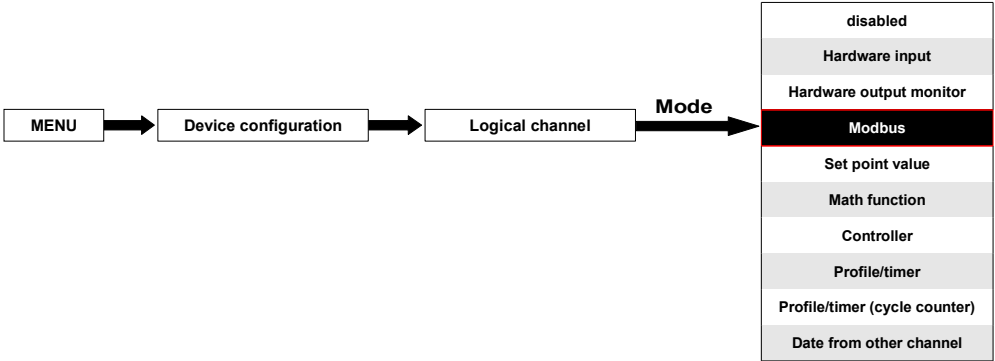 MENU
Device configuration
Logical channel
Mode
disabled
Hardware input
Hardware output monitor
Modbus
Set point value
Math function
Controller
Profile/timer
Profile/timer (cycle counter)
Date from other channel